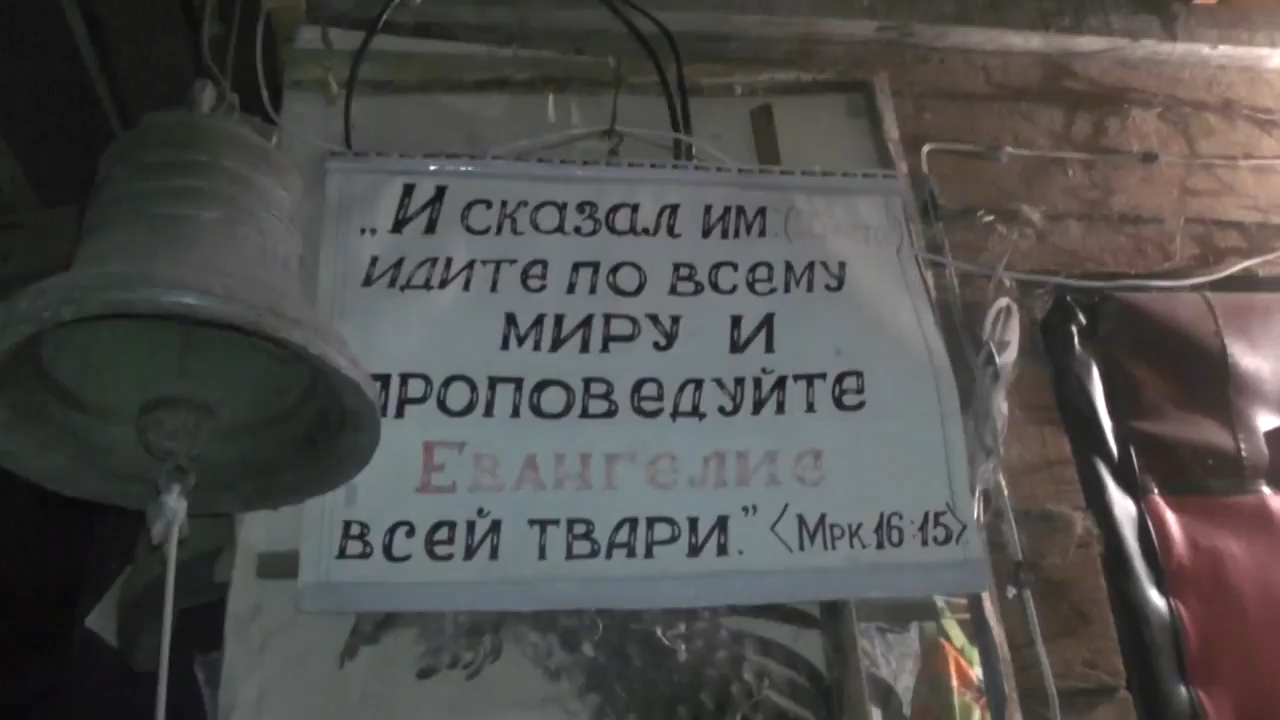 „И сказал им:
идите по всему
миру и
проповедуйте
Евангелие
всей твари.” <Мрк.16:15>